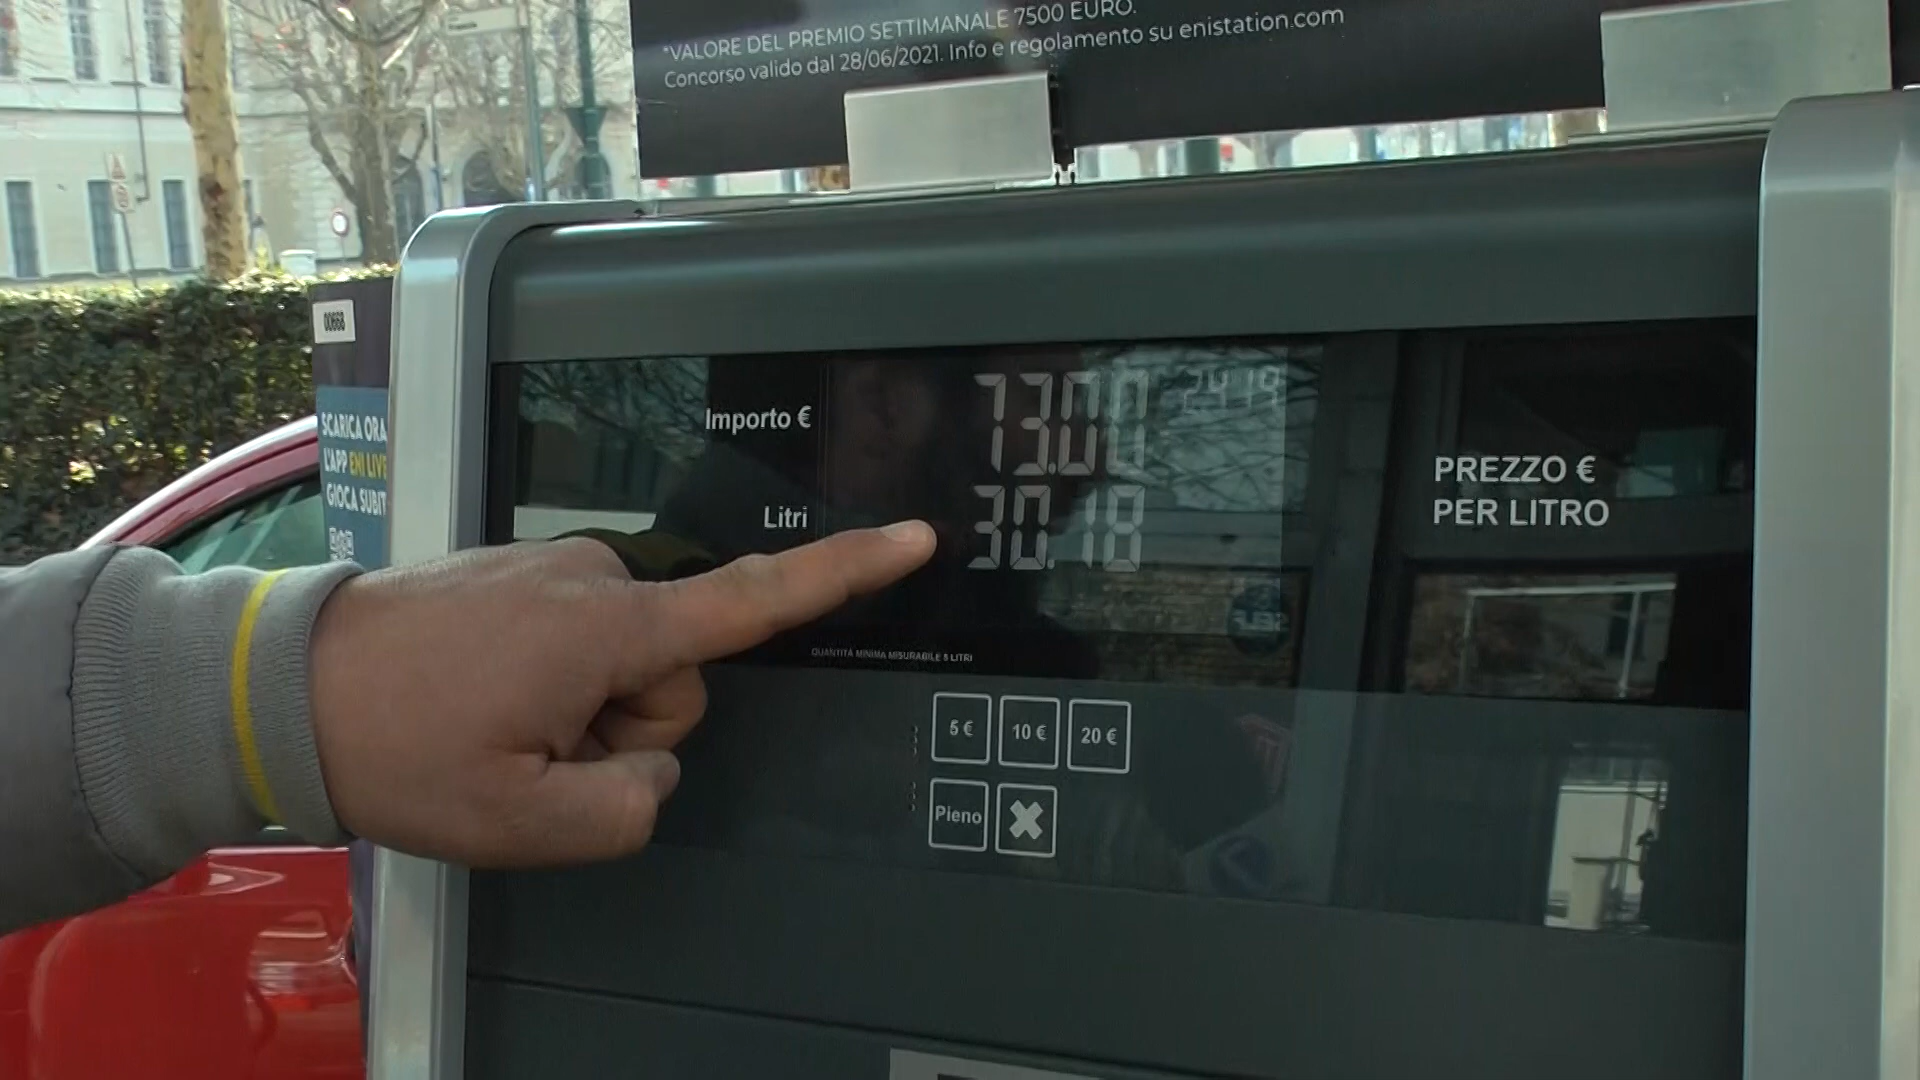 *VALORE DEL PREMIO SETTIMANALE 7500 EURO.
Concorso valido dal 28/06/2021. Info e regolamento su enistation.com
00668
SCARICA ORA
L'APP ENI LIVE
GIOCA SUBIT
Importo €
73.00
2419
Litri
30.18
PREZZO €
PER LITRO
QUANTITÀ MINIMA MISURABILE 5 LITRI
5 €
10 €
20 €
Pieno